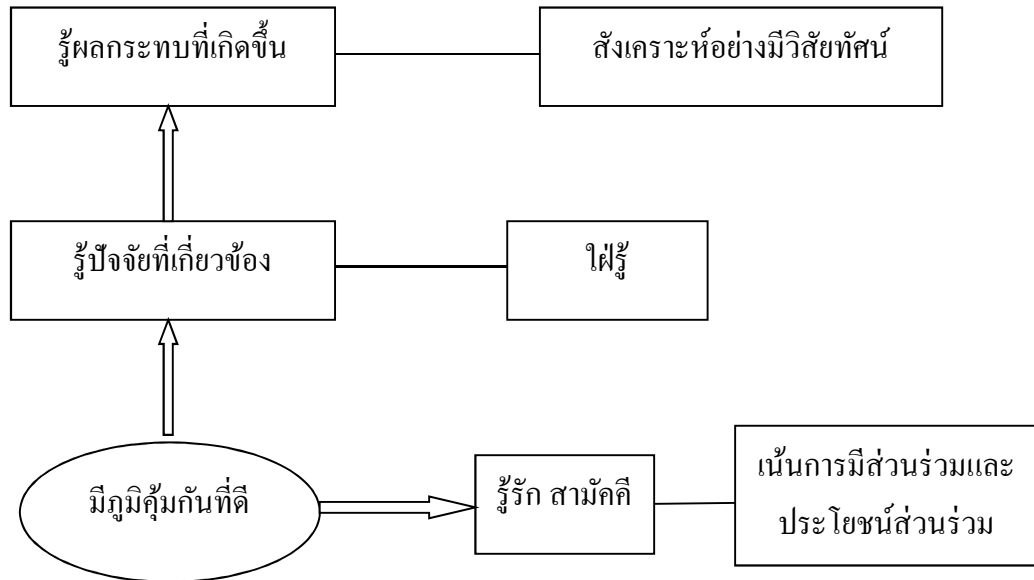 รู้ผลกระทบที่เกิดขึ้น
สังเคราะห์อย่างมีวิสัยทัศน์
รู้ปัจจัยที่เกี่ยวข้อง
ใฝ่รู้
มีภูมิคุ้มกันที่ดี
รู้รัก สามัคคี
เน้นการมีส่วนร่วมและ
ประโยชน์ส่วนร่วม